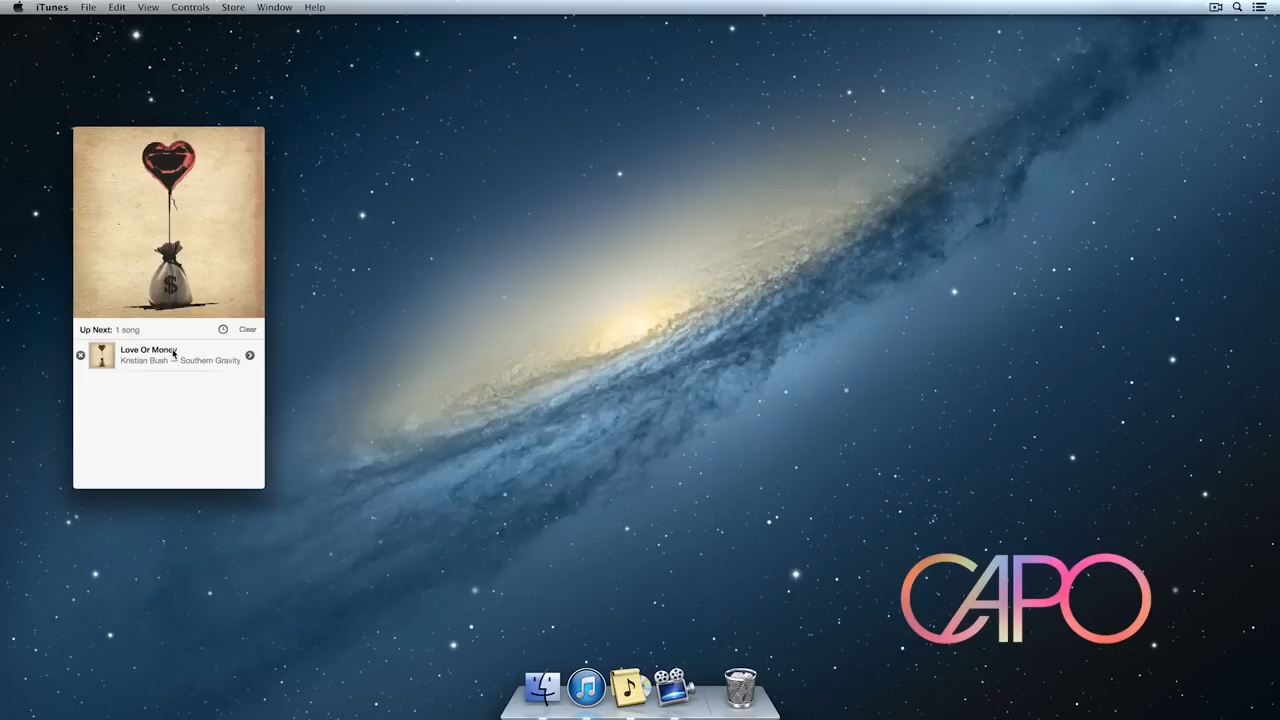 iTunes File Edit View Controls Store Window Help
$
Up Next: 1 song Clear
Love Or Money
Kristian Bush — Southern Gravity
CAPO